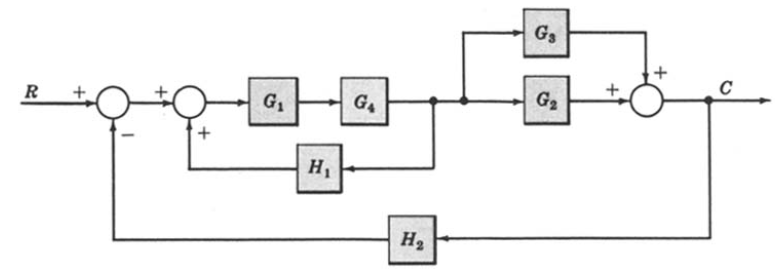 G₃
R + + G₁ G₄ + G₂ + C
− + H₁
H₂